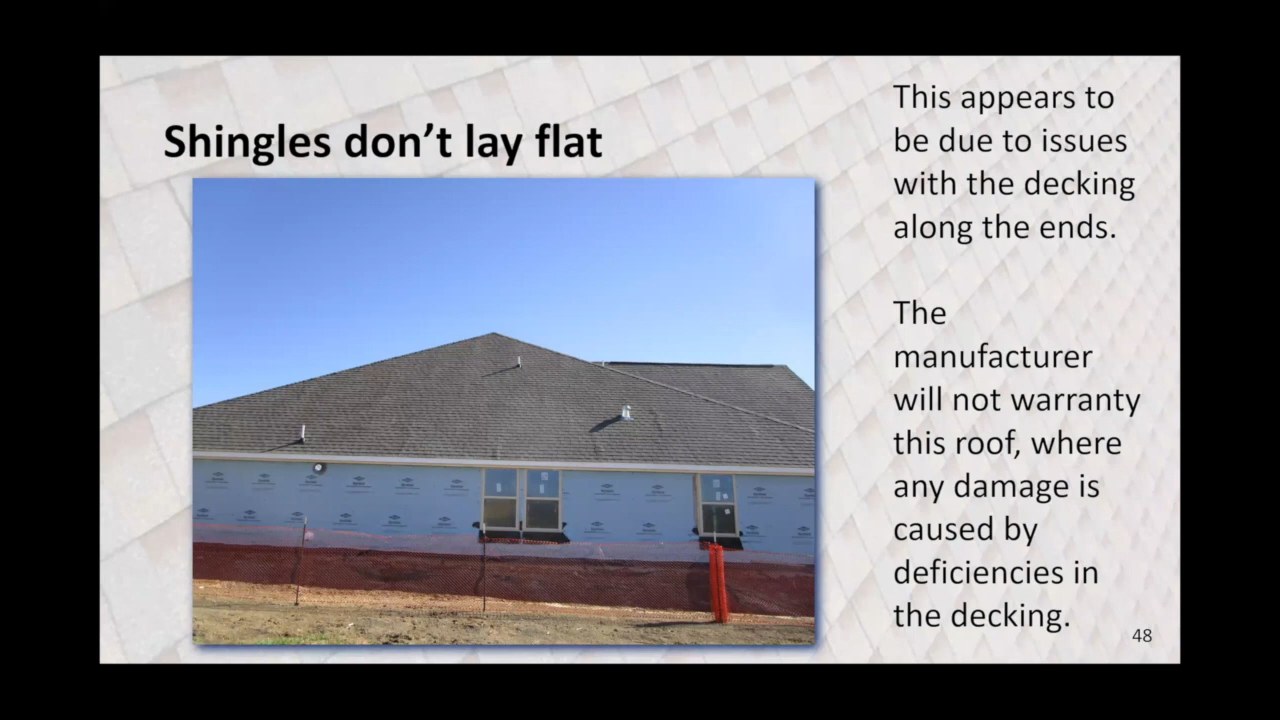 Shingles don’t lay flat
This appears to
be due to issues
with the decking
along the ends.
The
manufacturer
will not warranty
this roof, where
any damage is
caused by
deficiencies in
the decking.
48